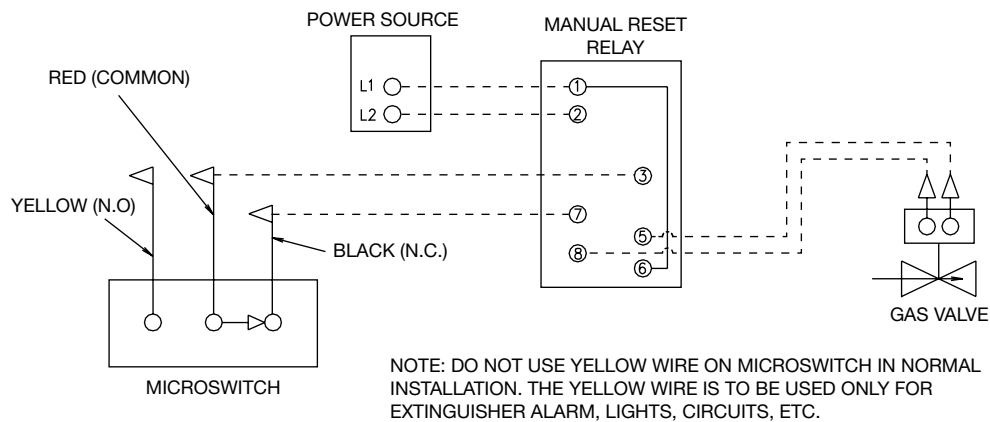 POWER SOURCE
MANUAL RESET
RELAY
RED (COMMON)
L1
L2
1
2
3
YELLOW (N.O)
7
5
BLACK (N.C.)
8
6
GAS VALVE
MICROSWITCH
NOTE: DO NOT USE YELLOW WIRE ON MICROSWITCH IN NORMAL
INSTALLATION. THE YELLOW WIRE IS TO BE USED ONLY FOR
EXTINGUISHER ALARM, LIGHTS, CIRCUITS, ETC.